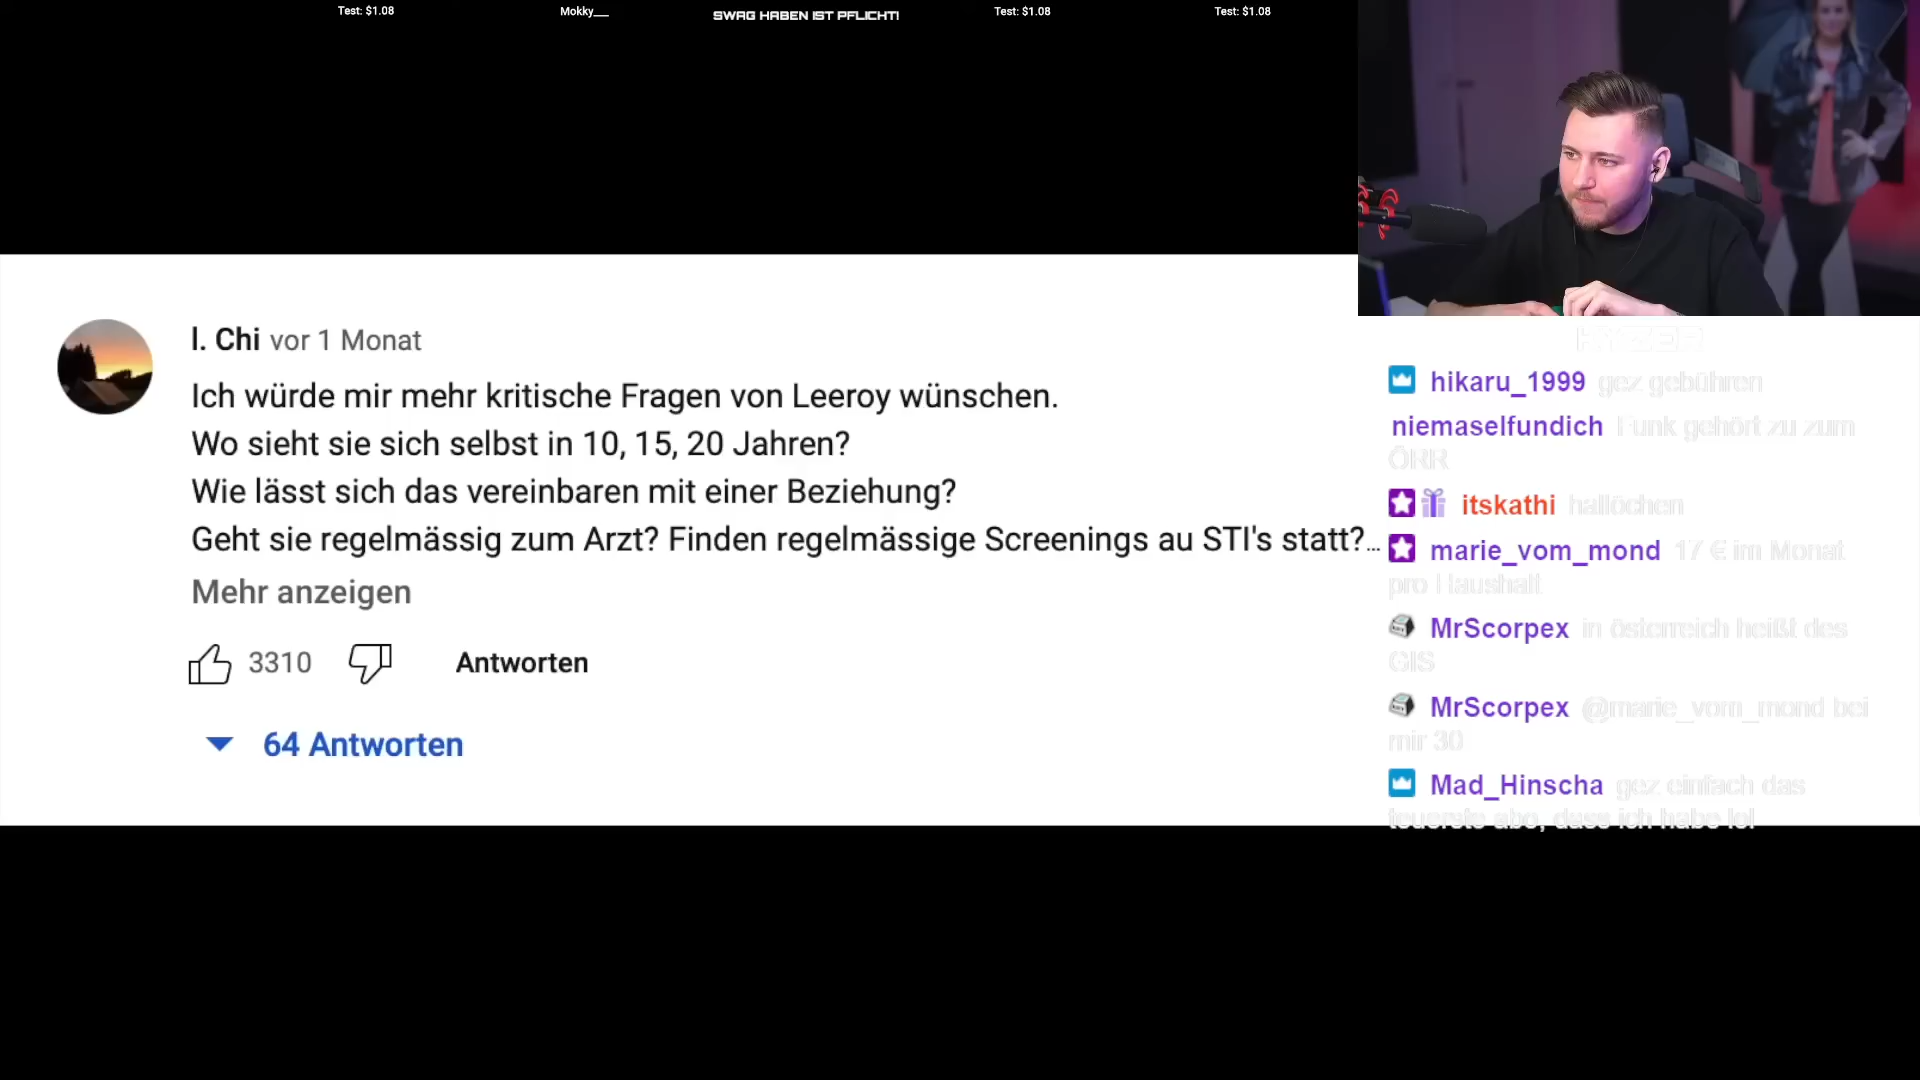 Test: $1.08
Mokky__
SWAG HABEN IST PFLICHT!
Test: $1.08
Test: $1.08
l. Chi vor 1 Monat
Ich würde mir mehr kritische Fragen von Leeroy wünschen.
Wo sieht sie sich selbst in 10, 15, 20 Jahren?
Wie lässt sich das vereinbaren mit einer Beziehung?
Geht sie regelmässig zum Arzt? Finden regelmässige Screenings au STI's statt?...
Mehr anzeigen
3310
Antworten
64 Antworten
hikaru_1999 gez gebühren
niemaselfundich Funk gehört zu zum
ÖRR
itskathi hallöchen
marie_vom_mond 17 € im Monat
pro Haushalt
MrScorpex in österreich heißt des
GIS
MrScorpex @marie_vom_mond bei
mir 30
Mad_Hinscha gez einfach das
teuerste abo, dass ich habe lol